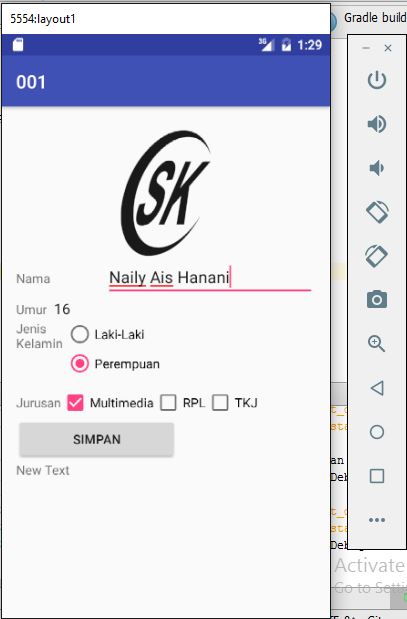 5554:layout1
Gradle build
3G 1:29
001
SK
Nama Naily Ais Hanani
Umur 16
Jenis Kelamin
Laki-Laki
Perempuan
Jurusan Multimedia RPL TKJ
SIMPAN
New Text
Activate
Go to Setti